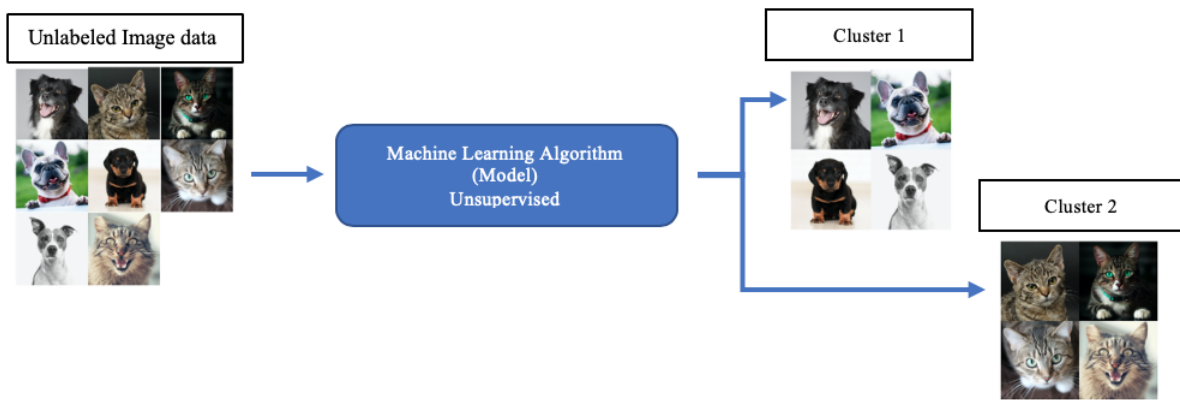 Unlabeled Image data
Cluster 1
Machine Learning Algorithm
(Model)
Unsupervised
Cluster 2